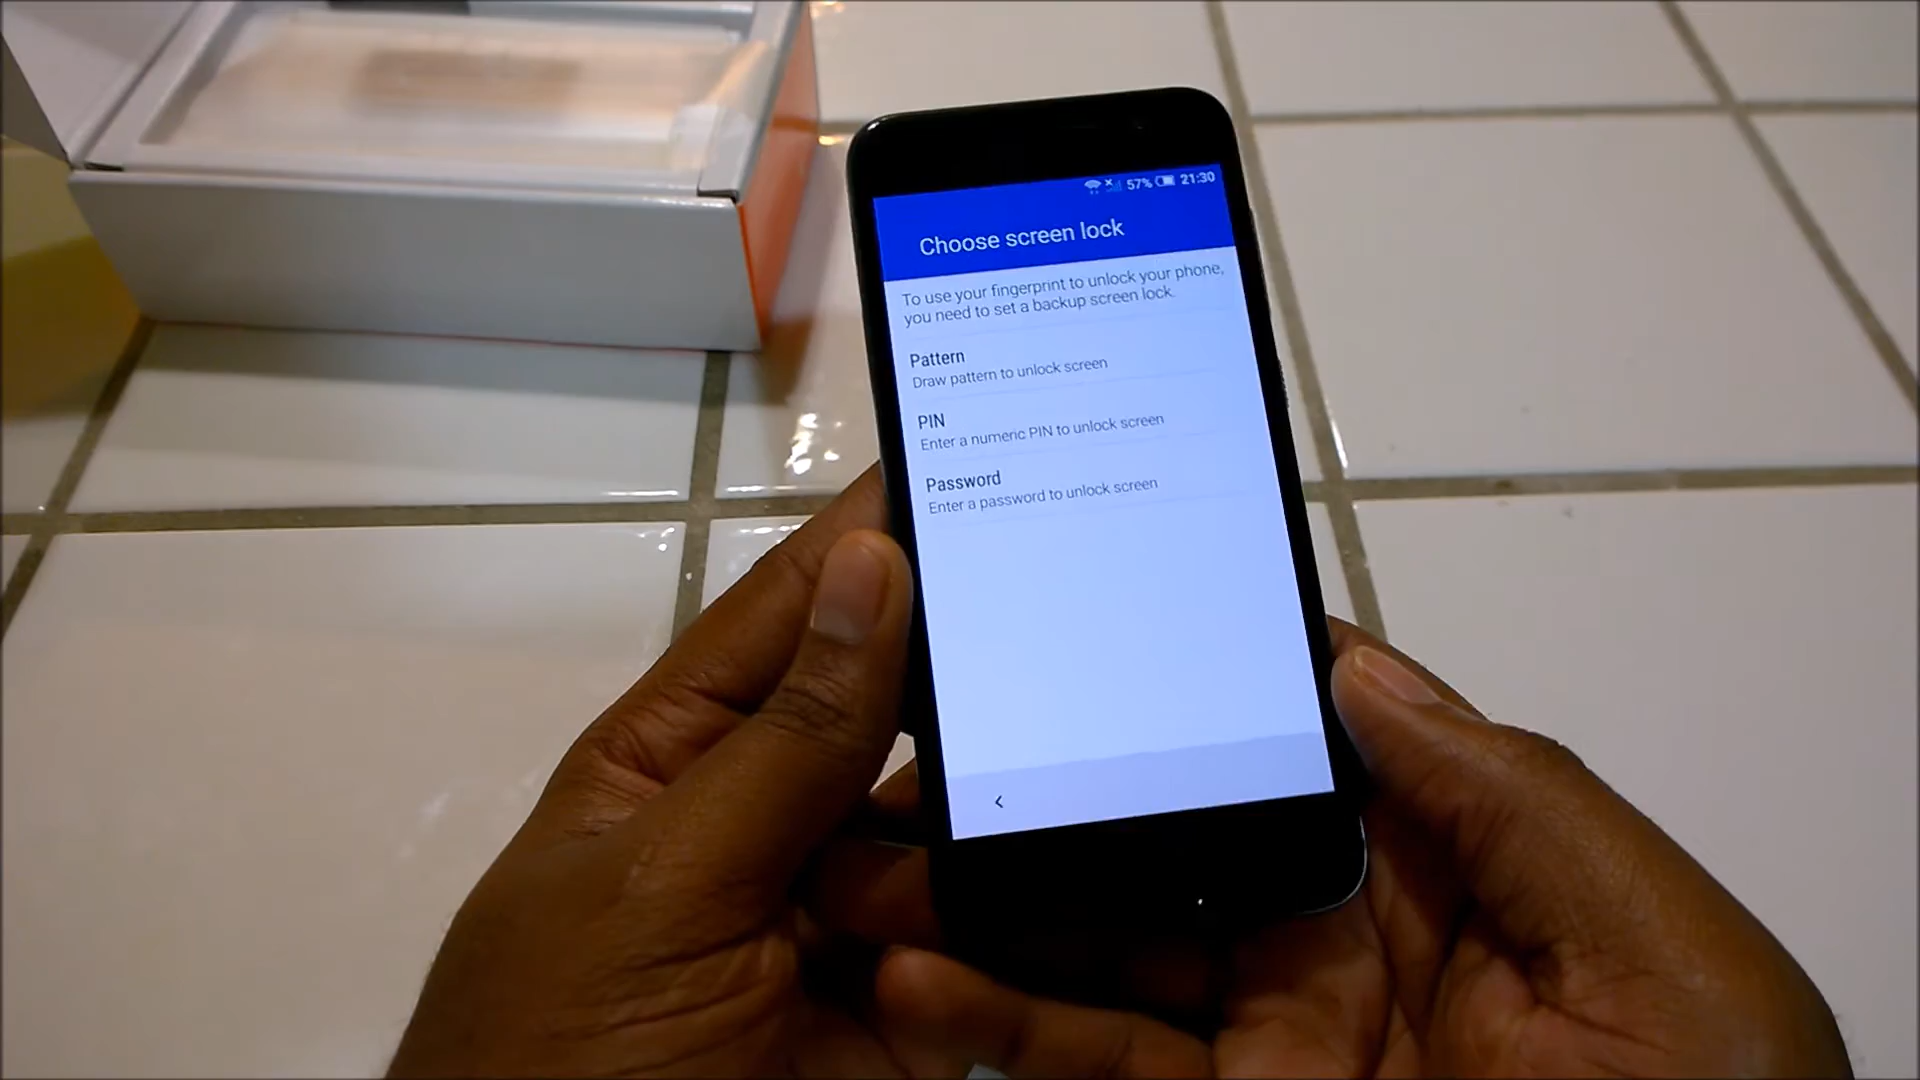 57% 21:30
Choose screen lock
To use your fingerprint to unlock your phone,
you need to set a backup screen lock.
Pattern
Draw pattern to unlock screen
PIN
Enter a numeric PIN to unlock screen
Password
Enter a password to unlock screen